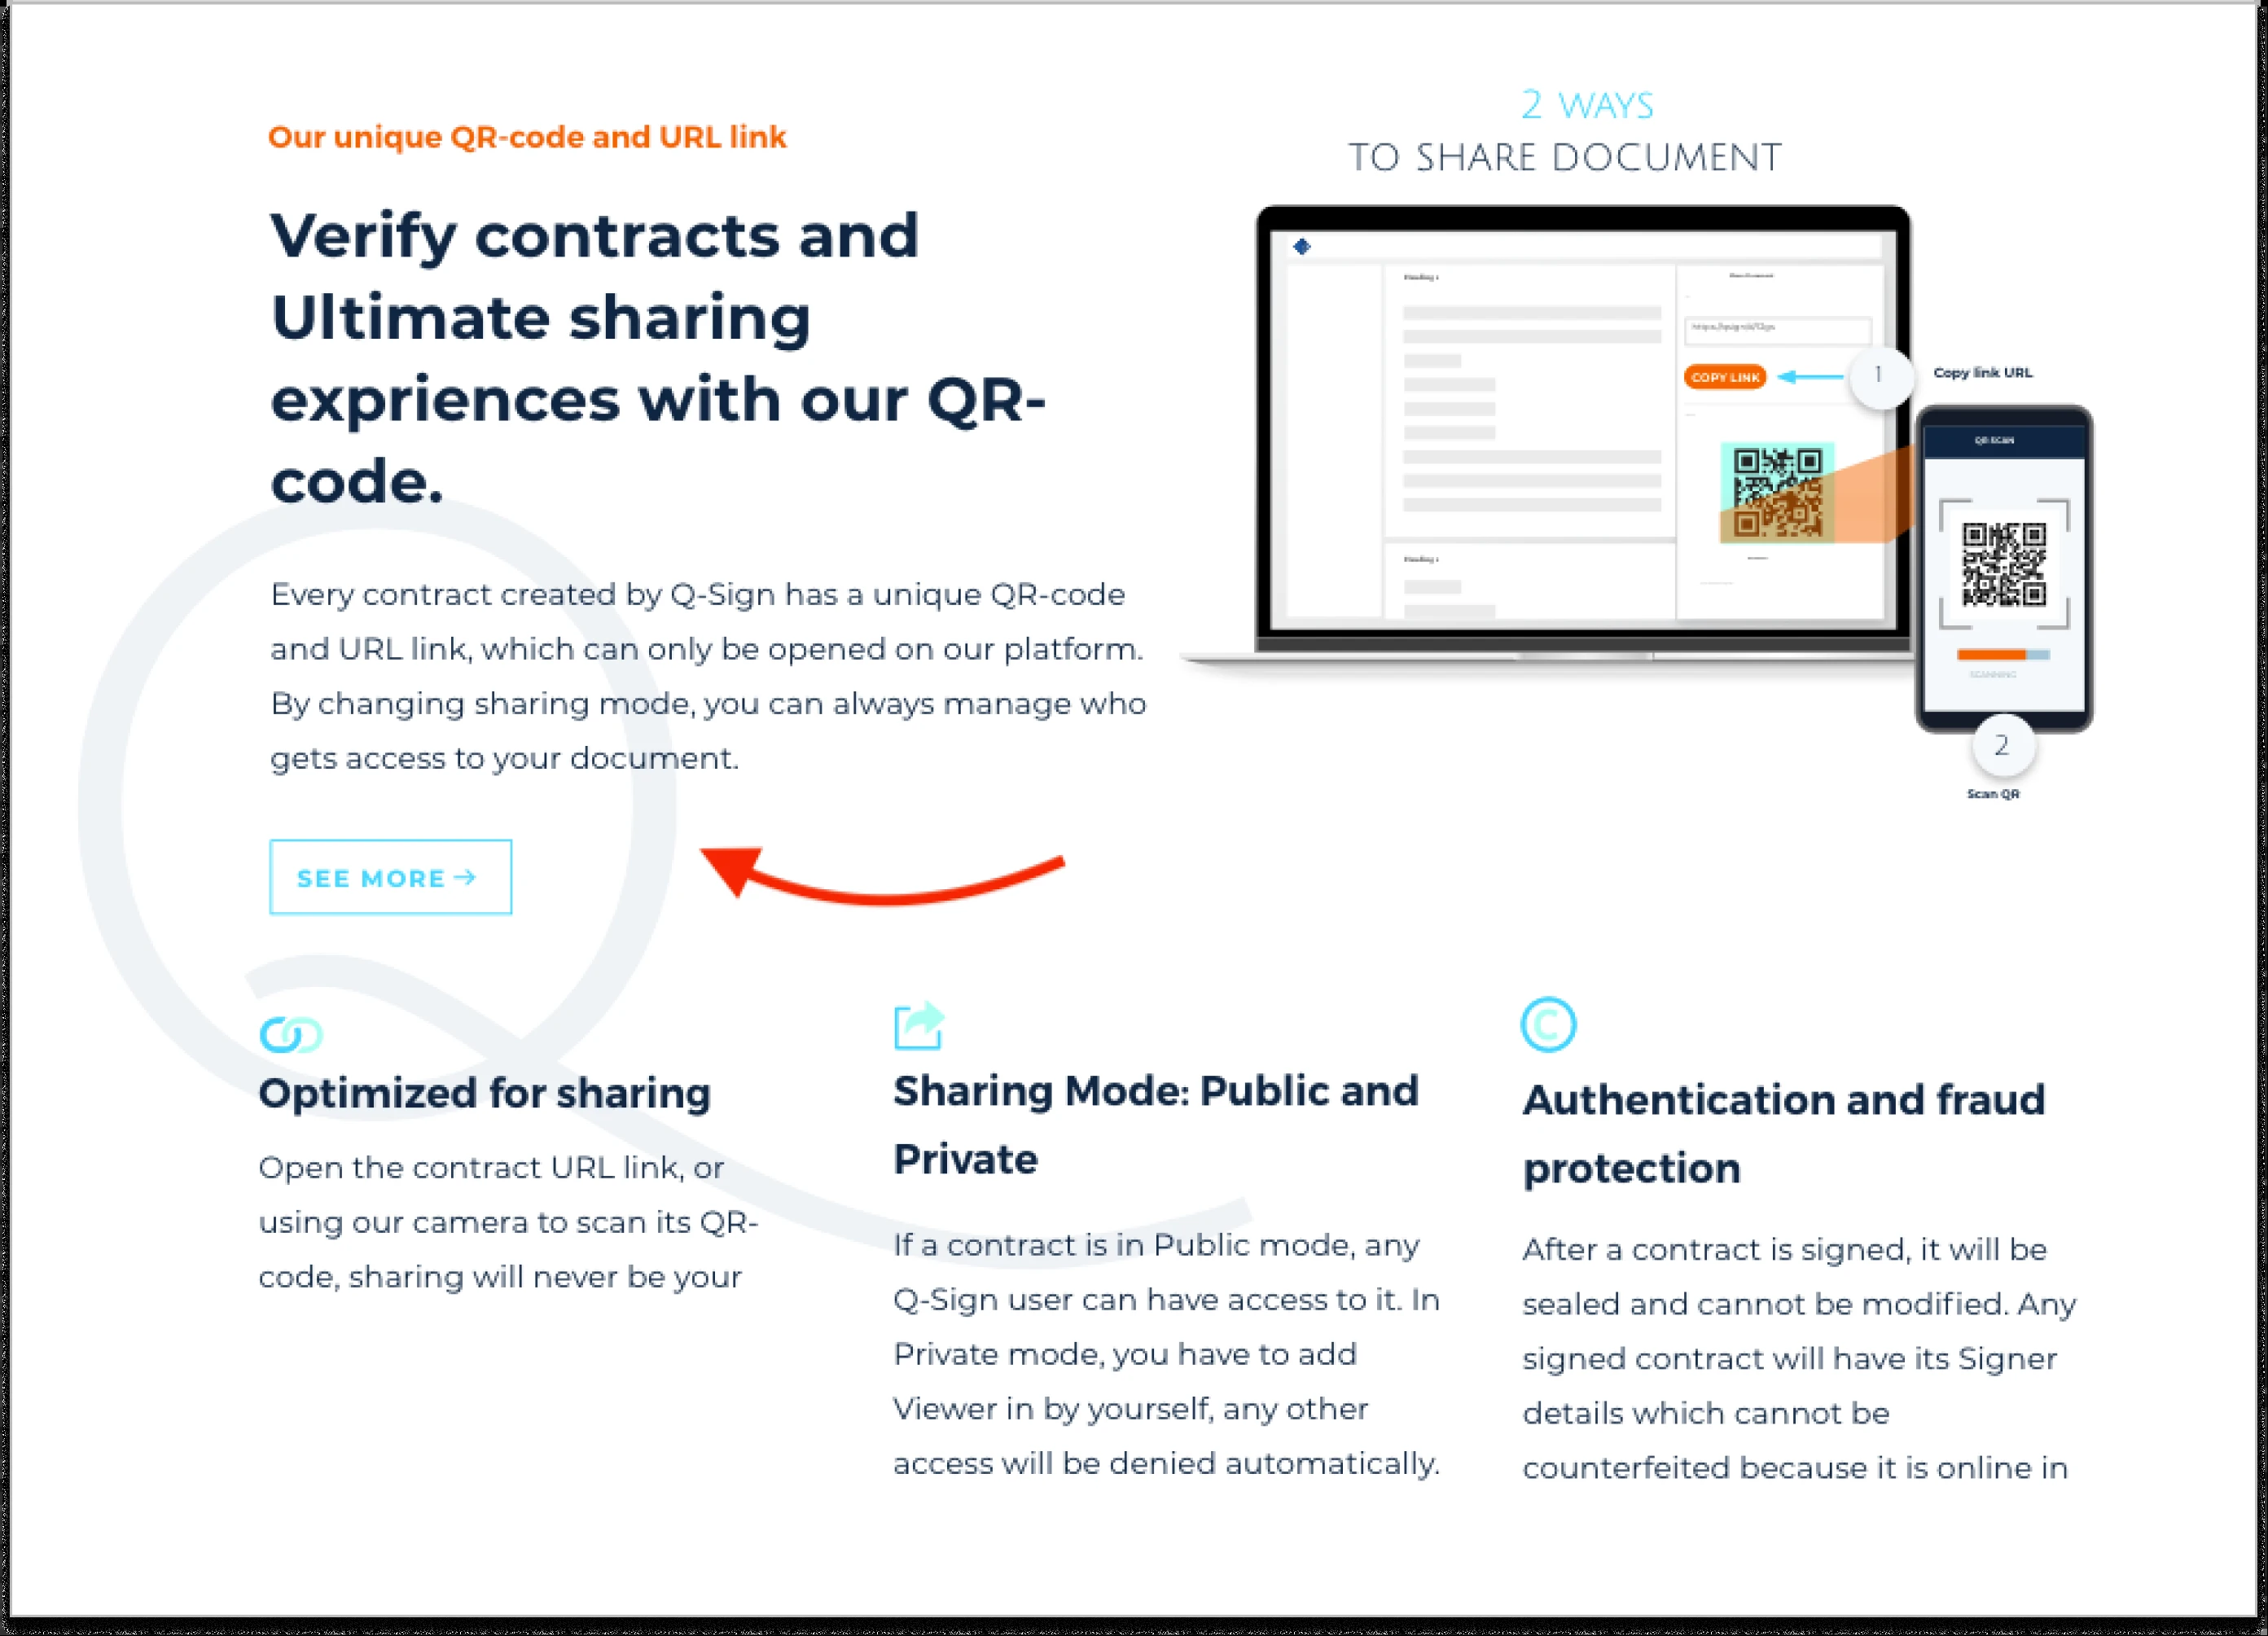 Our unique QR-code and URL link
Verify contracts and
Ultimate sharing
expriences with our QR-
code.
Every contract created by Q-Sign has a unique QR-code
and URL link, which can only be opened on our platform.
By changing sharing mode, you can always manage who
gets access to your document.
SEE MORE →
2 WAYS
TO SHARE DOCUMENT
Heading 1
COPY LINK
1
Copy link URL
Heading 1
QR SCAN
SCANNING
2
Scan QR
Optimized for sharing
Open the contract URL link, or
using our camera to scan its QR-
code, sharing will never be your
Sharing Mode: Public and
Private
If a contract is in Public mode, any
Q-Sign user can have access to it. In
Private mode, you have to add
Viewer in by yourself, any other
access will be denied automatically.
Authentication and fraud
protection
After a contract is signed, it will be
sealed and cannot be modified. Any
signed contract will have its Signer
details which cannot be
counterfeited because it is online in